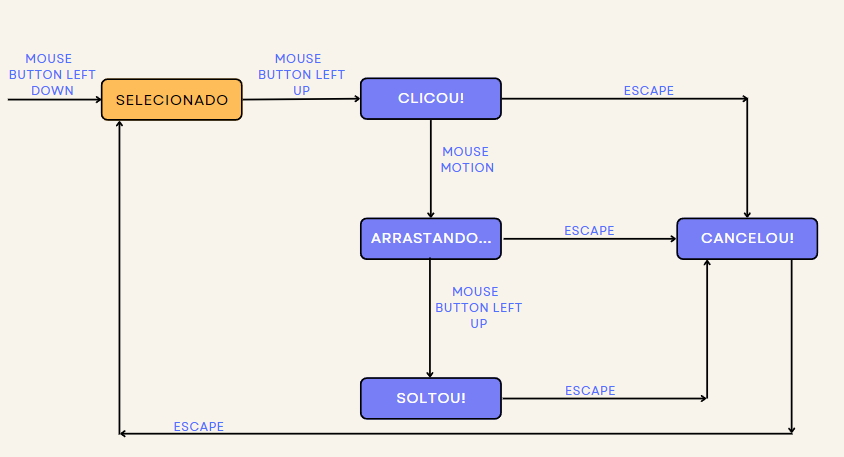 MOUSE
BUTTON LEFT
DOWN
MOUSE
BUTTON LEFT
UP
SELECIONADO
CLICOU!
ESCAPE
MOUSE
MOTION
ARRASTANDO...
ESCAPE
CANCELOU!
MOUSE
BUTTON LEFT
UP
SOLTOU!
ESCAPE
ESCAPE